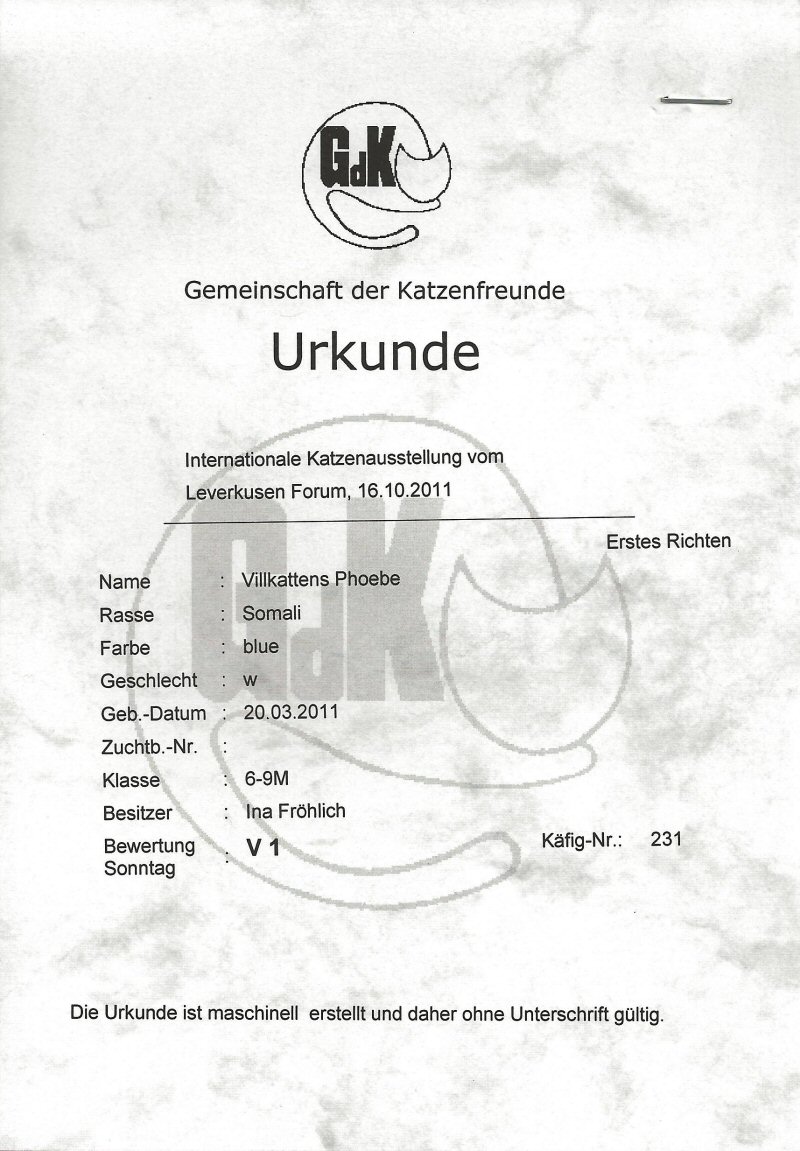 GdK
Gemeinschaft der Katzenfreunde
Urkunde
Internationale Katzenausstellung vom
Leverkusen Forum, 16.10.2011
Erstes Richten
Name : Villkattens Phoebe
Rasse : Somali
Farbe : blue
Geschlecht : w
Geb.-Datum : 20.03.2011
Zuchtb.-Nr. :
Klasse : 6-9M
Besitzer : Ina Fröhlich
Bewertung Sonntag : V 1 Käfig-Nr.: 231
GdK
Die Urkunde ist maschinell erstellt und daher ohne Unterschrift gültig.